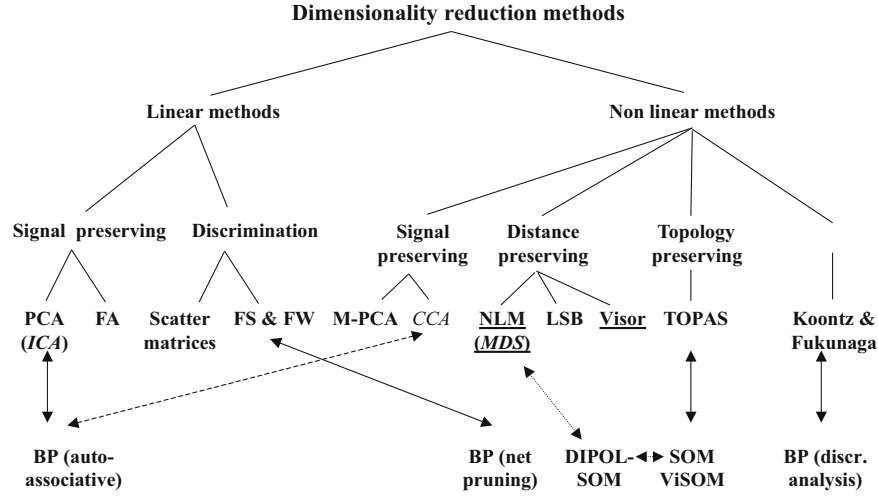 Dimensionality reduction methods
Linear methods
Non linear methods
Signal preserving
Discrimination
Signal
preserving
Distance
preserving
Topology
preserving
PCA
(ICA)
FA
Scatter
matrices
FS & FW
M-PCA
CCA
NLM
(MDS)
LSB
Visor
TOPAS
Koontz &
Fukunaga
BP (auto-
associative)
BP (net
pruning)
DIPOL-
SOM
SOM
ViSOM
BP (discr.
analysis)